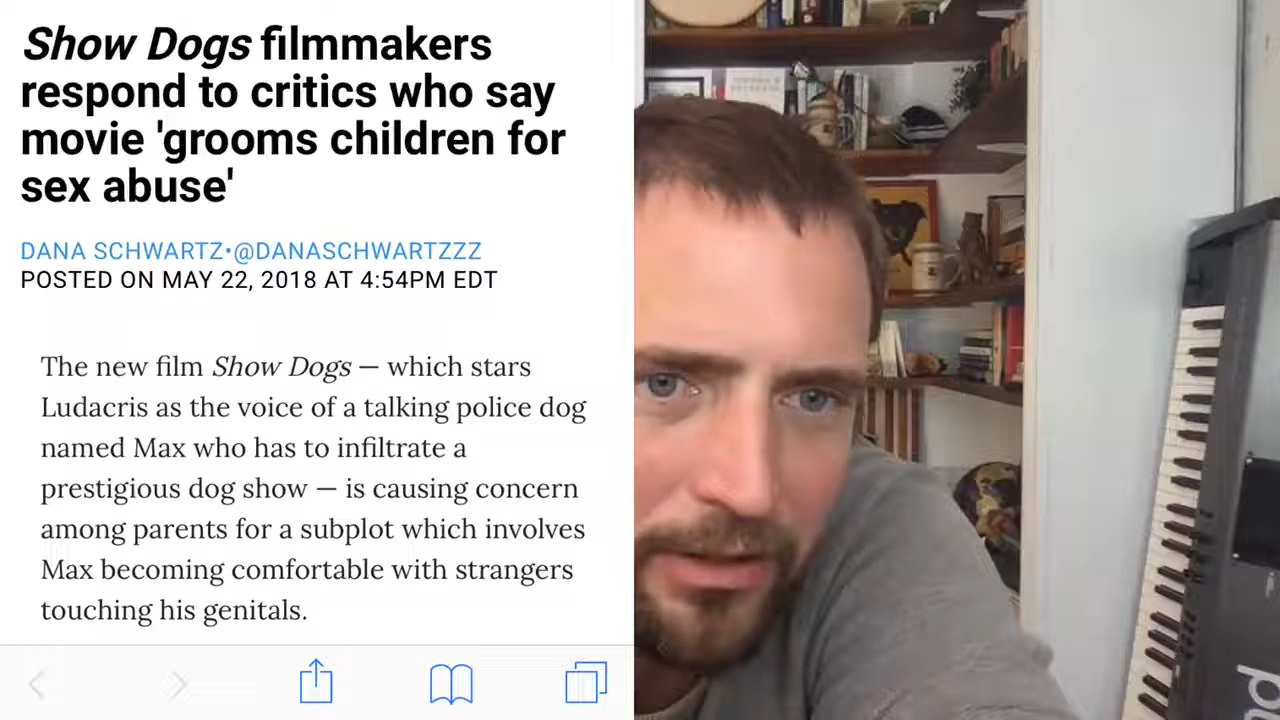 Show Dogs filmmakers
respond to critics who say
movie 'grooms children for
sex abuse'
DANA SCHWARTZ•@DANASCHWARTZZZ
POSTED ON MAY 22, 2018 AT 4:54PM EDT
The new film Show Dogs — which stars
Ludacris as the voice of a talking police dog
named Max who has to infiltrate a
prestigious dog show — is causing concern
among parents for a subplot which involves
Max becoming comfortable with strangers
touching his genitals.